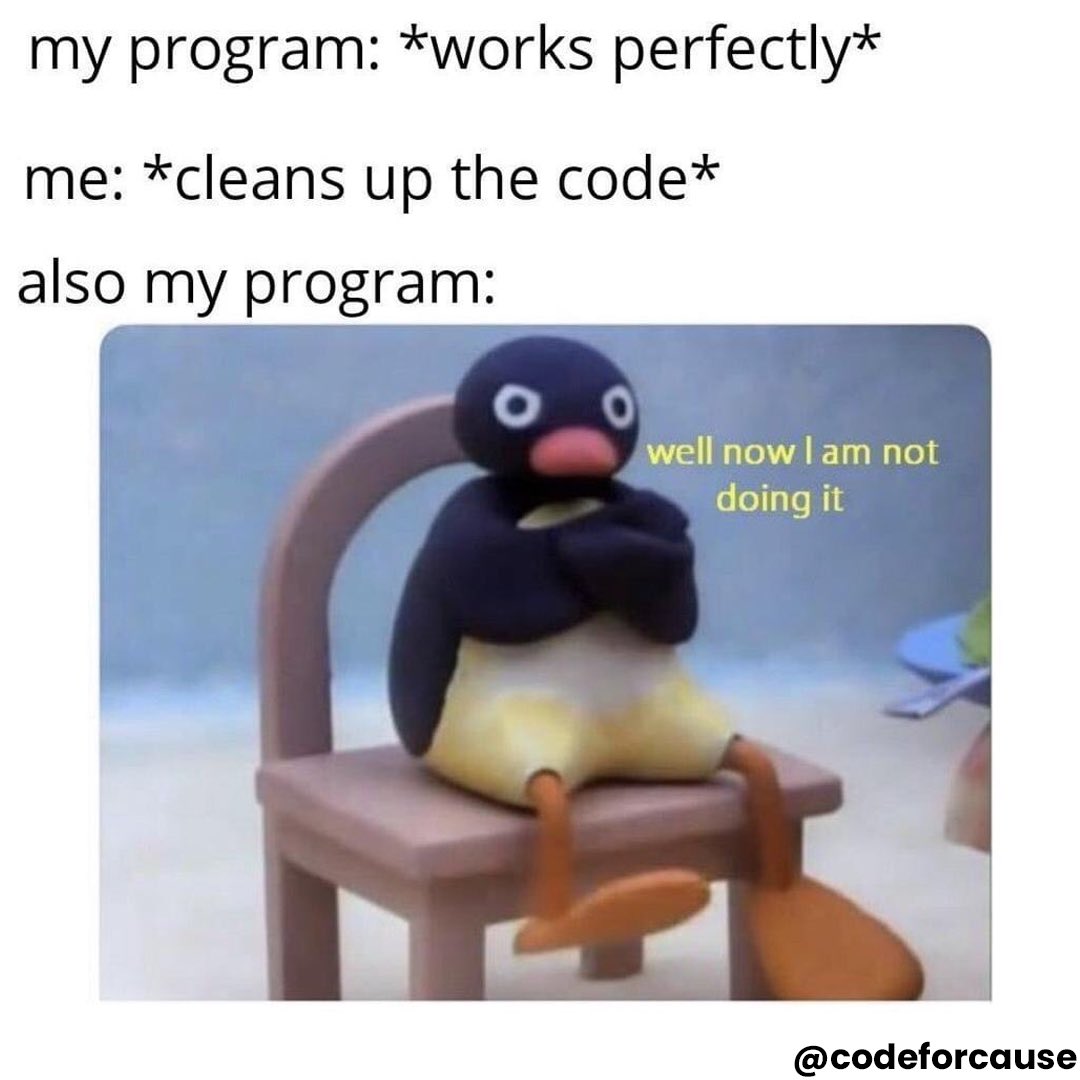 my program: *works perfectly*
me: *cleans up the code*
also my program:
well now I am not
doing it
@codeforcause